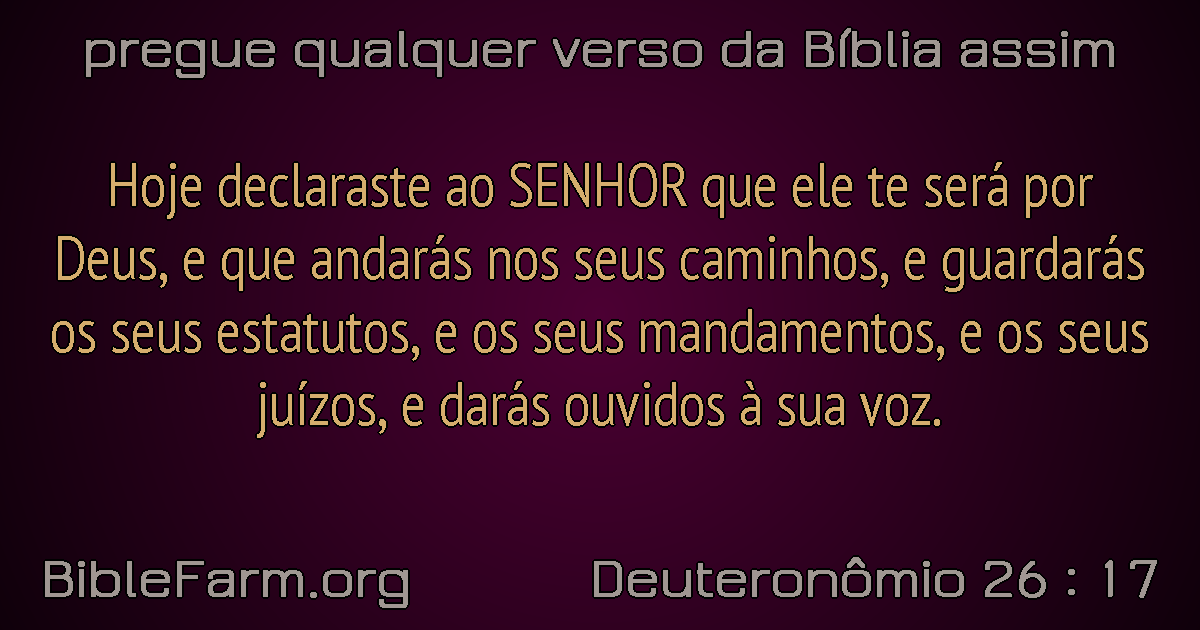 pregue qualquer verso da Bíblia assim
Hoje declaraste ao SENHOR que ele te será por
Deus, e que andarás nos seus caminhos, e guardarás
os seus estatutos, e os seus mandamentos, e os seus
juízos, e darás ouvidos à sua voz.
BibleFarm.org
Deuteronômio 26 : 17